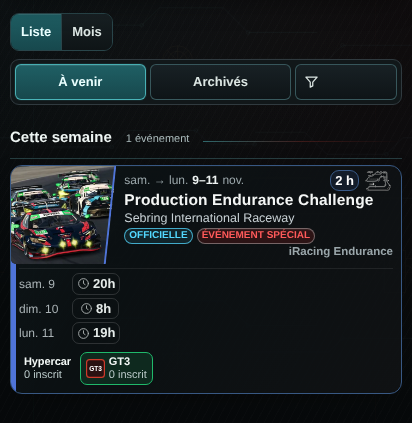 Liste Mois
À venir Archivés
Cette semaine 1 événement
sam. → lun. 9–11 nov. 2 h
Production Endurance Challenge
Sebring International Raceway
OFFICIELLE ÉVÉNEMENT SPÉCIAL
iRacing Endurance
sam. 9 20h
dim. 10 8h
lun. 11 19h
Hypercar GT3 GT3
0 inscrit 0 inscrit